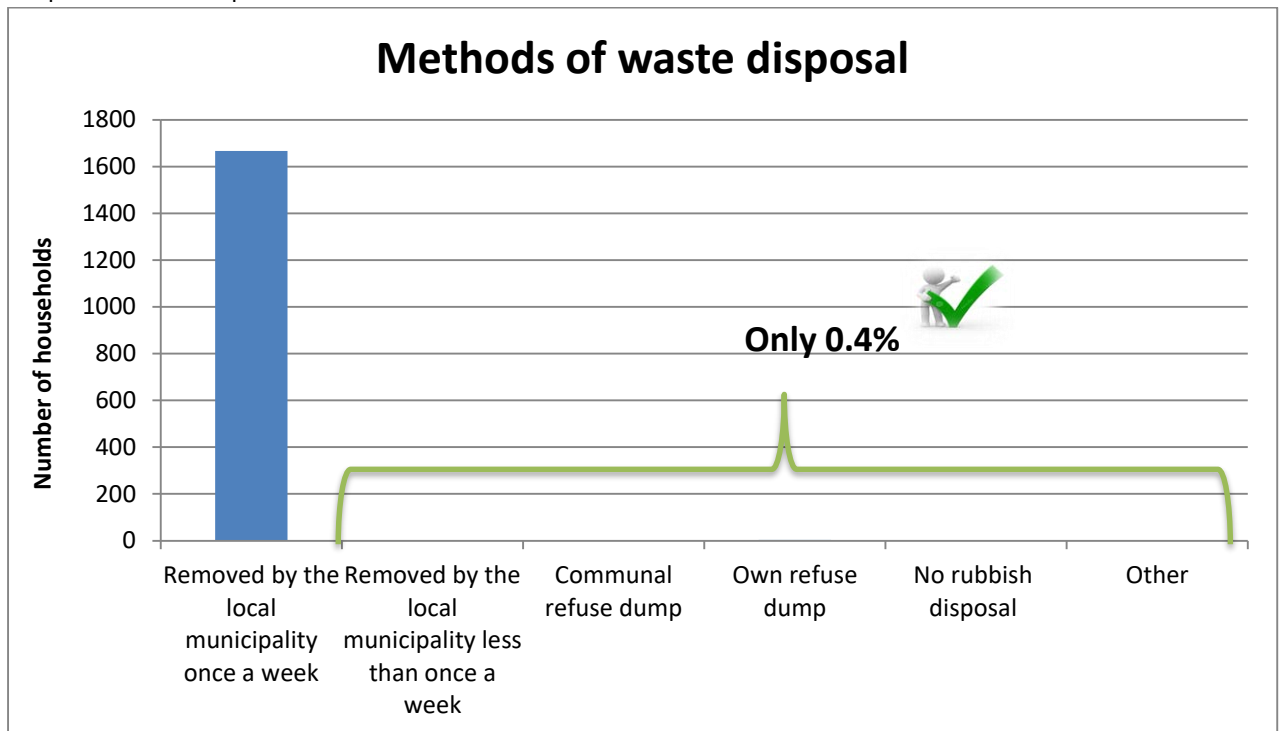 Methods of waste disposal
1800
1600
1400
1200
1000
800
600
400
200
0
Number of households
Only 0.4%
Removed by the
local
municipality
once a week
Removed by the
local
municipality less
than once a
week
Communal
refuse dump
Own refuse
dump
No rubbish
disposal
Other